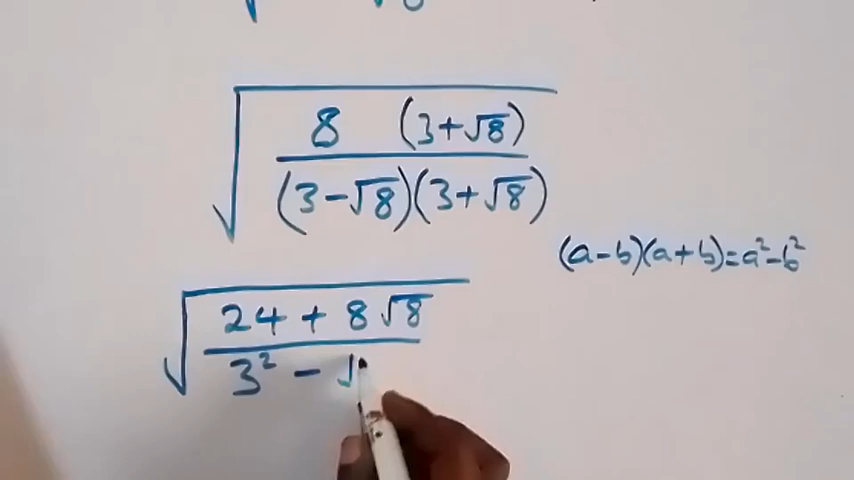 8 (3+√8)
(3-√8)(3+√8)
(a-b)(a+b)=a²-b²
24 + 8√8
3² - √